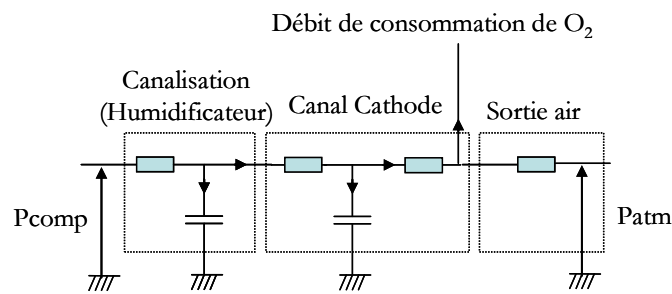 Débit de consommation de O₂
Canalisation
(Humidificateur)
Canal Cathode
Sortie air
Pcomp
Patm